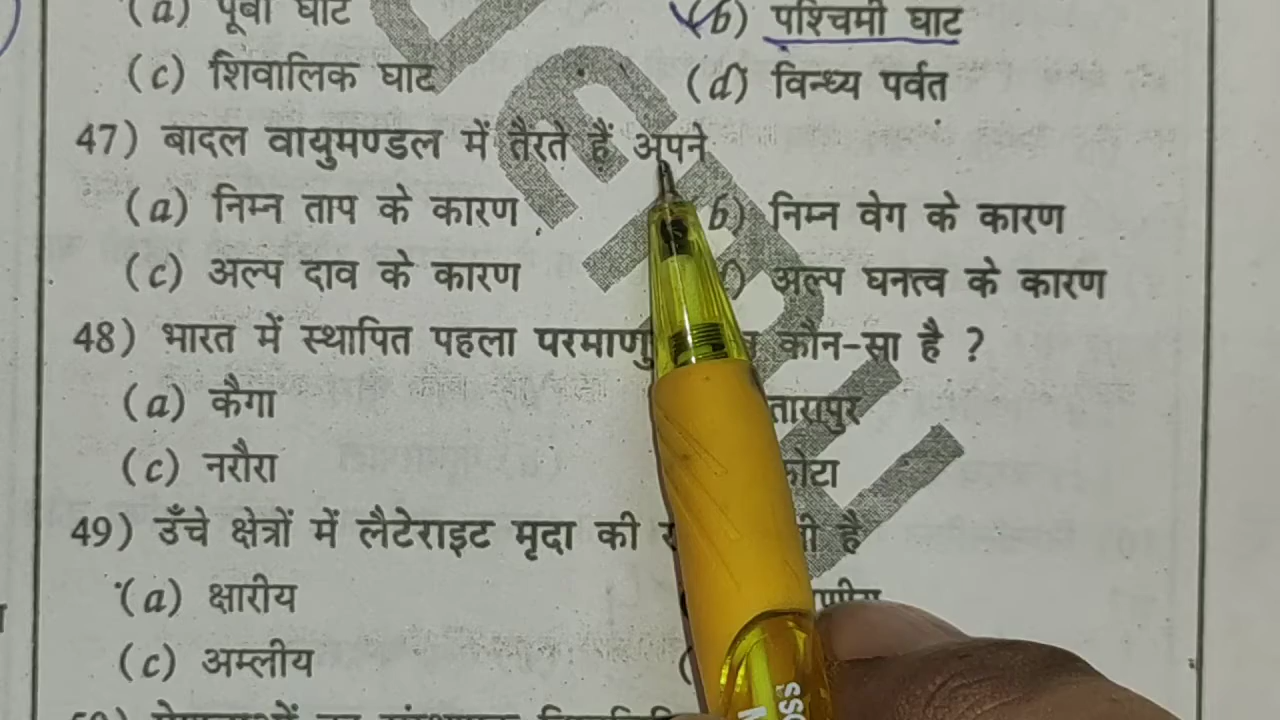 (a) पूर्वी घाट (b) पश्चिमी घाट
(c) शिवालिक घाट (d) विन्ध्य पर्वत
47) बादल वायुमण्डल में तैरते हैं अपने
(a) निम्न ताप के कारण b) निम्न वेग के कारण
(c) अल्प दाव के कारण अल्प घनत्व के कारण
48) भारत में स्थापित पहला परमाणु कौन-सा है ?
(a) कैगा तारापुर
(c) नरौरा कोटा
49) उँचे क्षेत्रों में लैटेराइट मृदा की है
(a) क्षारीय
(c) अम्लीय